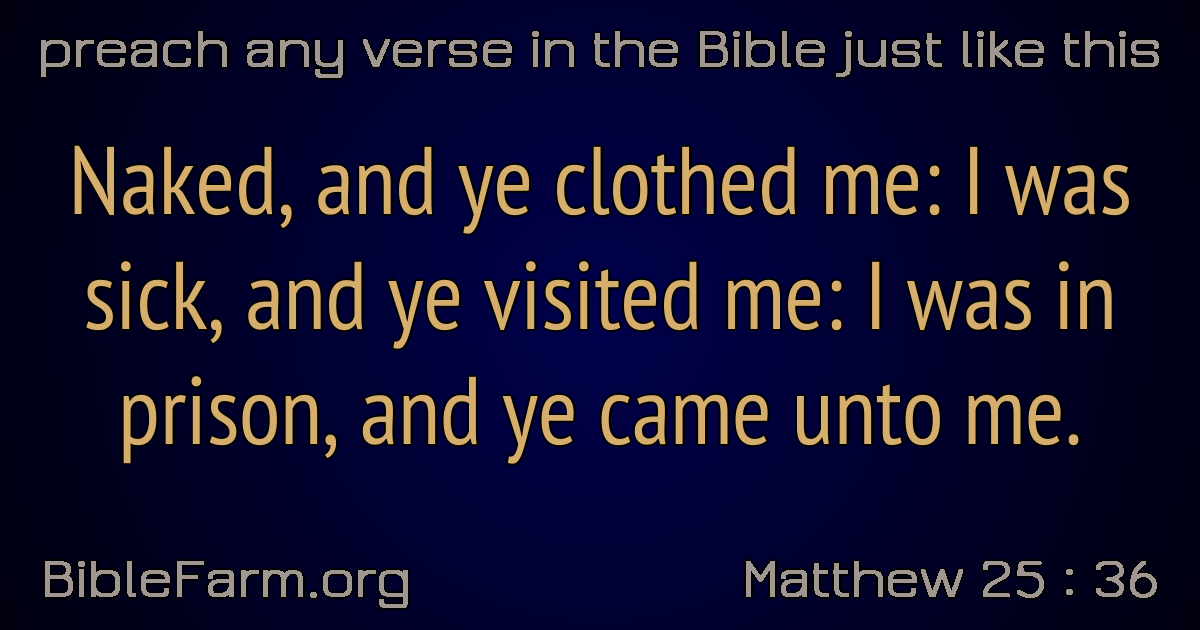 preach any verse in the Bible just like this
Naked, and ye clothed me: I was
sick, and ye visited me: I was in
prison, and ye came unto me.
BibleFarm.org
Matthew 25 : 36